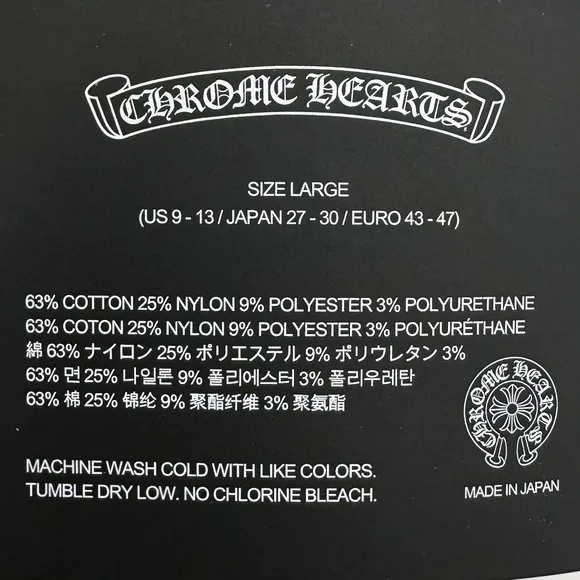 CHROME HEARTS
SIZE LARGE
(US 9 - 13 / JAPAN 27 - 30 / EURO 43 - 47)
63% COTTON 25% NYLON 9% POLYESTER 3% POLYURETHANE
63% COTON 25% NYLON 9% POLYESTER 3% POLYURÉTHANE
綿 63% ナイロン 25% ポリエステル 9% ポリウレタン 3%
63% 면 25% 나일론 9% 폴리에스터 3% 폴리우레탄
63% 棉 25% 锦纶 9% 聚酯纤维 3% 聚氨酯
CHROME HEARTS
MACHINE WASH COLD WITH LIKE COLORS.
TUMBLE DRY LOW. NO CHLORINE BLEACH.
MADE IN JAPAN